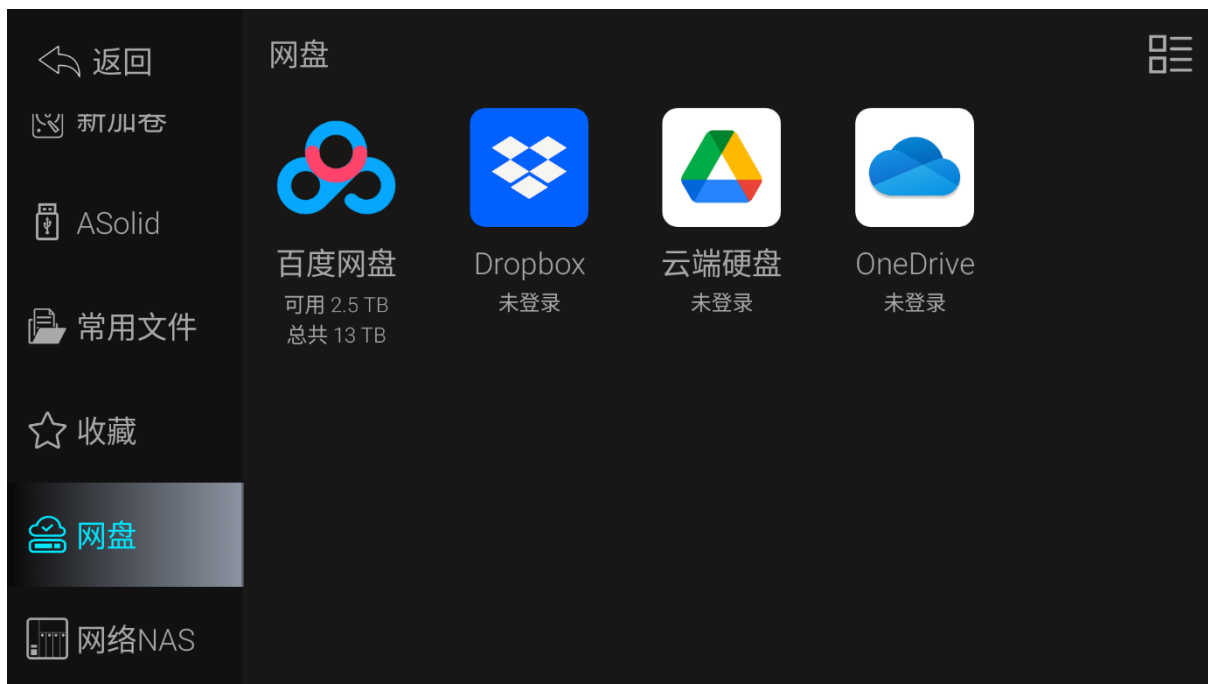 返回
新加卷
ASolid
常用文件
收藏
网盘
网络NAS
网盘
百度网盘
可用 2.5 TB
总共 13 TB
Dropbox
未登录
云端硬盘
未登录
OneDrive
未登录